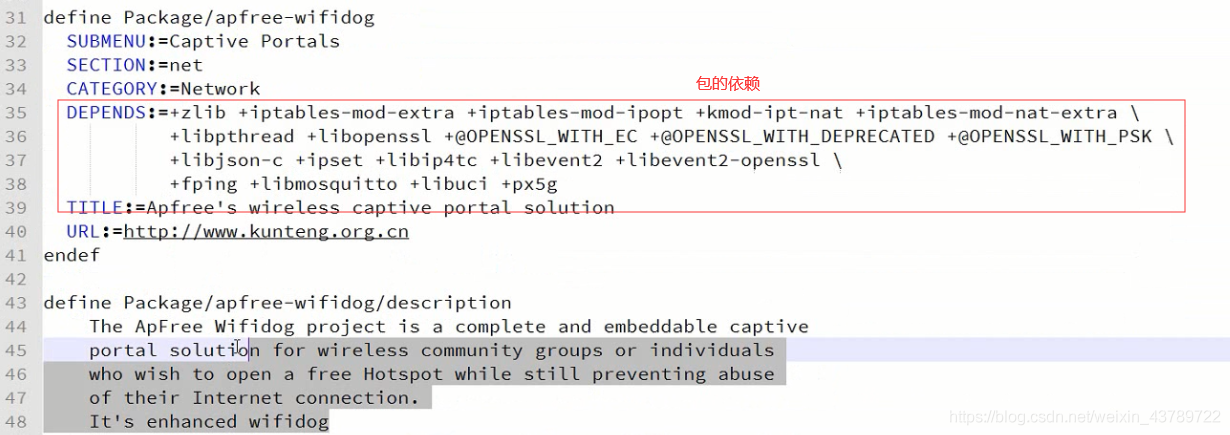 包的依赖
31 define Package/apfree-wifidog
32 SUBMENU:=Captive Portals
33 SECTION:=net
34 CATEGORY:=Network
35 DEPENDS:=+zlib +iptables-mod-extra +iptables-mod-ipopt +kmod-ipt-nat +iptables-mod-nat-extra \
36 +libpthread +libopenssl +@OPENSSL_WITH_EC +@OPENSSL_WITH_DEPRECATED +@OPENSSL_WITH_PSK \
37 +libjson-c +ipset +libip4tc +libevent2 +libevent2-openssl \
38 +fping +libmosquitto +libuci +px5g
39 TITLE:=Apfree's wireless captive portal solution
40 URL:=http://www.kunteng.org.cn
41 endef
42
43 define Package/apfree-wifidog/description
44 The ApFree Wifidog project is a complete and embeddable captive
45 portal solution for wireless community groups or individuals
46 who wish to open a free Hotspot while still preventing abuse
47 of their Internet connection.
48 It's enhanced wifidog
https://blog.csdn.net/weixin_43789722